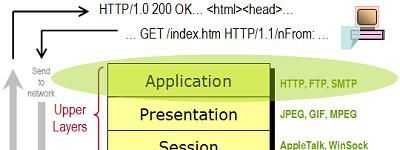 HTTP/1.0 200 OK... <html><head>...
... GET /index.htm HTTP/1.1/nFrom: ...
Send
to
network
Application
HTTP, FTP, SMTP
Upper
Layers
Presentation
JPEG, GIF, MPEG
Session
AppleTalk, WinSock